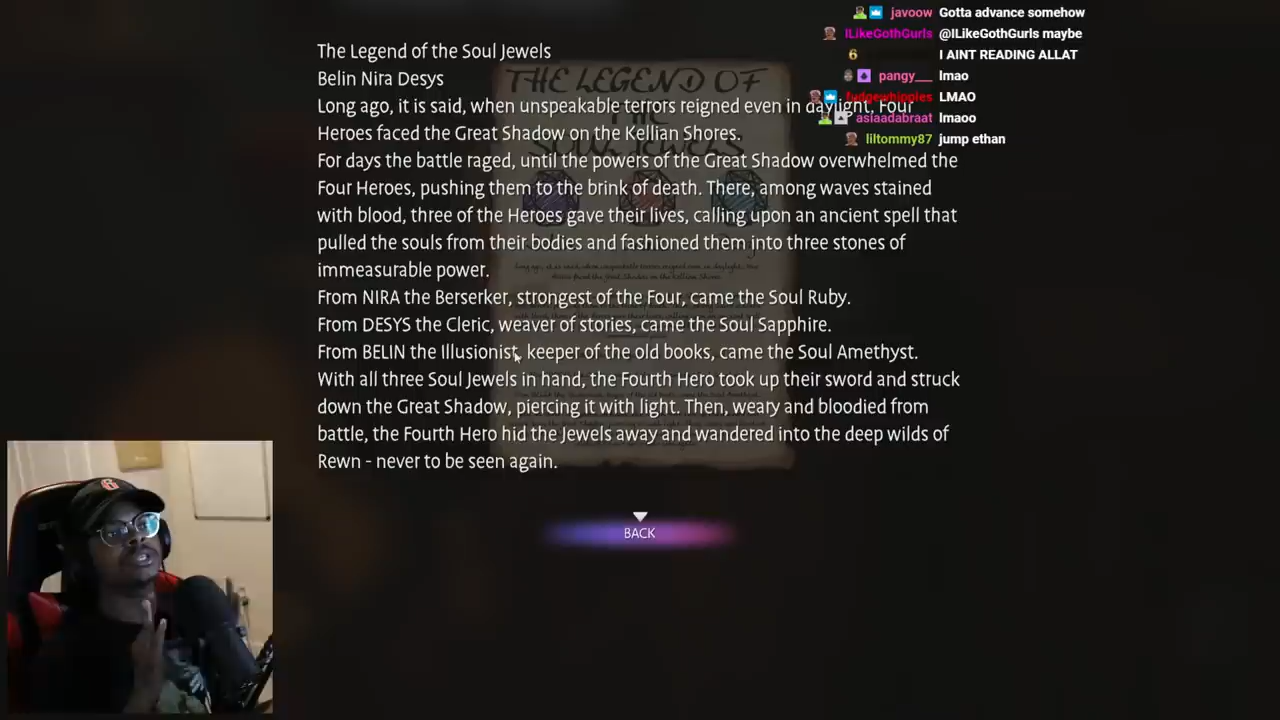 The Legend of the Soul Jewels
Belin Nira Desys
Long ago, it is said, when unspeakable terrors reigned even in daylight, Four
Heroes faced the Great Shadow on the Kellian Shores.
For days the battle raged, until the powers of the Great Shadow overwhelmed the
Four Heroes, pushing them to the brink of death. There, among waves stained
with blood, three of the Heroes gave their lives, calling upon an ancient spell that
pulled the souls from their bodies and fashioned them into three stones of
immeasurable power.
From NIRA the Berserker, strongest of the Four, came the Soul Ruby.
From DESYS the Cleric, weaver of stories, came the Soul Sapphire.
From BELIN the Illusionist, keeper of the old books, came the Soul Amethyst.
With all three Soul Jewels in hand, the Fourth Hero took up their sword and struck
down the Great Shadow, piercing it with light. Then, weary and bloodied from
battle, the Fourth Hero hid the Jewels away and wandered into the deep wilds of
Rewn - never to be seen again.
BACK
THE LEGEND OF
THE
SOUL JEWELS
javoow Gotta advance somehow
ILikeGothGurls @ILikeGothGurls maybe
6 I AINT READING ALLAT
pangy___ lmao
fudgewhipples LMAO
asiaadabraat lmaoo
liltommy87 jump ethan